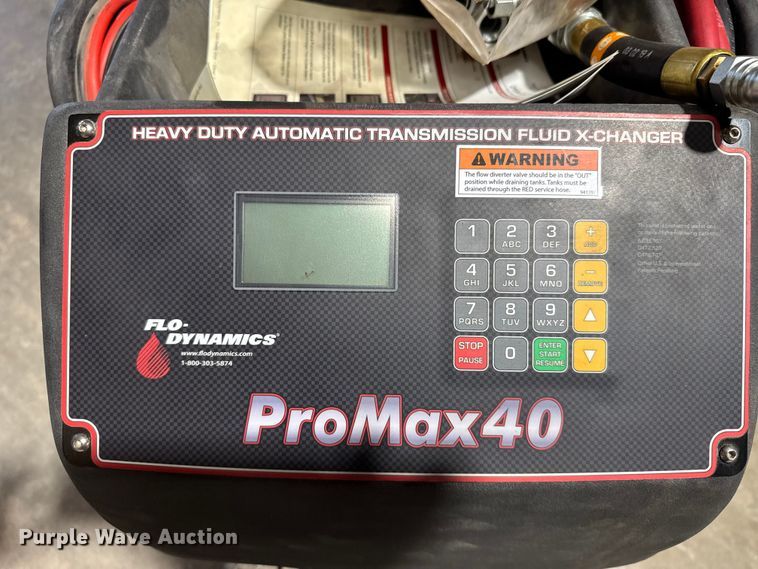 HEAVY DUTY AUTOMATIC TRANSMISSION FLUID X-CHANGER
WARNING
The flow diverter valve should be in the "OUT"
position while draining tanks. Tanks must be
drained through the RED service hose.
1
2
ABC
3
DEF
+
ADD
4
GHI
5
JKL
6
MNO
-
REMOVE
7
PQRS
8
TUV
9
WXYZ
STOP
PAUSE
0
ENTER
START
RESUME
FLO-
DYNAMICS®
www.flodynamics.com
1-800-303-5874
ProMax40
Purple Wave Auction